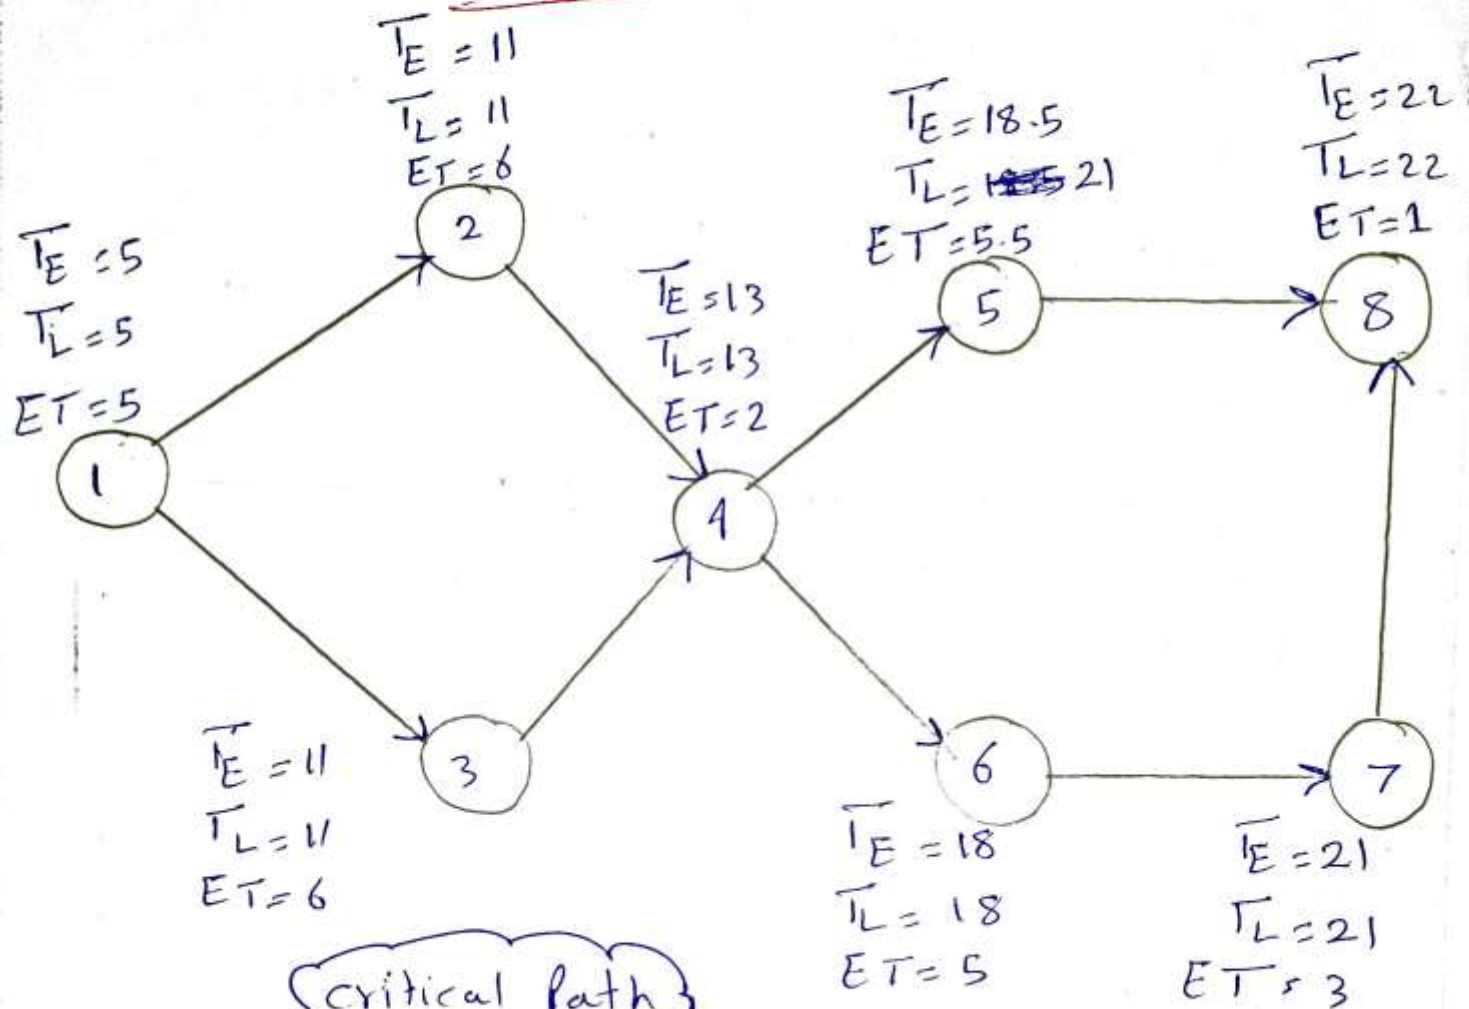 TE = 11
TL = 11
ET = 6
2
TE = 5
TL = 5
ET = 5
1
TE = 11
TL = 11
ET = 6
3
TE = 13
TL = 13
ET = 2
4
TE = 18.5
TL = 21
ET = 5.5
5
TE = 22
TL = 22
ET = 1
8
6
TE = 18
TL = 18
ET = 5
7
TE = 21
TL = 21
ET = 3
Critical Path